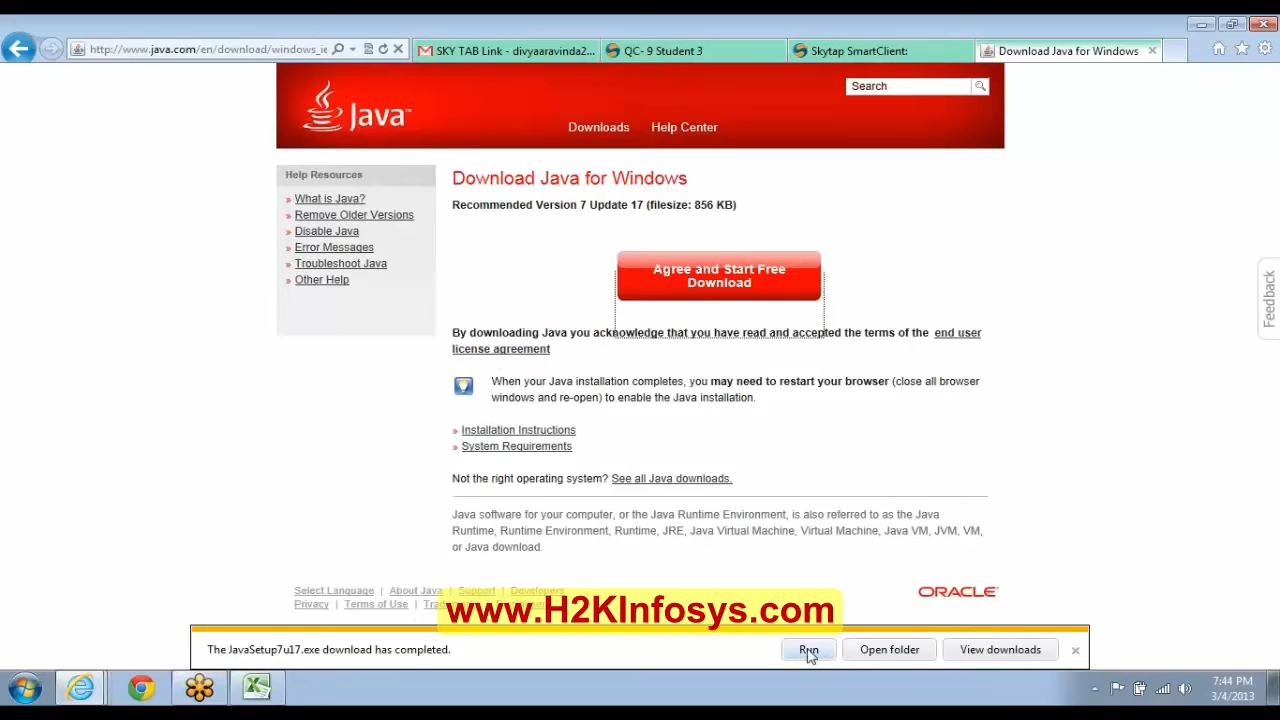 http://www.java.com/en/download/windows_ie
SKY TAB Link - divyaaravinda2...
QC- 9 Student 3
Skytap SmartClient:
Download Java for Windows
Java™
Search
Downloads
Help Center
Help Resources
» What is Java?
» Remove Older Versions
» Disable Java
» Error Messages
» Troubleshoot Java
» Other Help
Download Java for Windows
Recommended Version 7 Update 17 (filesize: 856 KB)
Agree and Start Free
Download
By downloading Java you acknowledge that you have read and accepted the terms of the end user
license agreement
When your Java installation completes, you may need to restart your browser (close all browser
windows and re-open) to enable the Java installation.
» Installation Instructions
» System Requirements
Not the right operating system? See all Java downloads.
Java software for your computer, or the Java Runtime Environment, is also referred to as the Java
Runtime, Runtime Environment, Runtime, JRE, Java Virtual Machine, Virtual Machine, Java VM, JVM, VM,
or Java download.
Feedback
Select Language | About Java | Support | Developers
Privacy | Terms of Use |
ORACLE
www.H2KInfosys.com
The JavaSetup7u17.exe download has completed.
Run
Open folder
View downloads
7:44 PM
3/4/2013